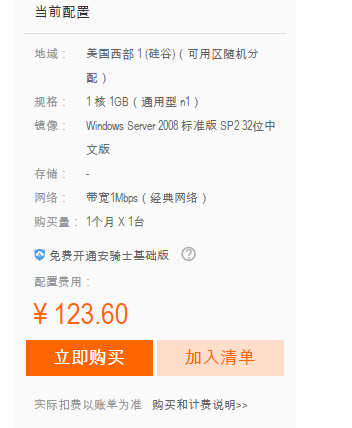 当前配置
地域： 美国西部 1 (硅谷)（可用区随机分
配）
规格： 1 核 1GB（通用型 n1）
镜像： Windows Server 2008 标准版 SP2 32位中
文版
存储： -
网络： 带宽1Mbps（经典网络）
购买量： 1个月 X 1台
免费开通安骑士基础版 ?
配置费用：
¥ 123.60
立即购买 加入清单
实际扣费以账单为准 购买和计费说明>>